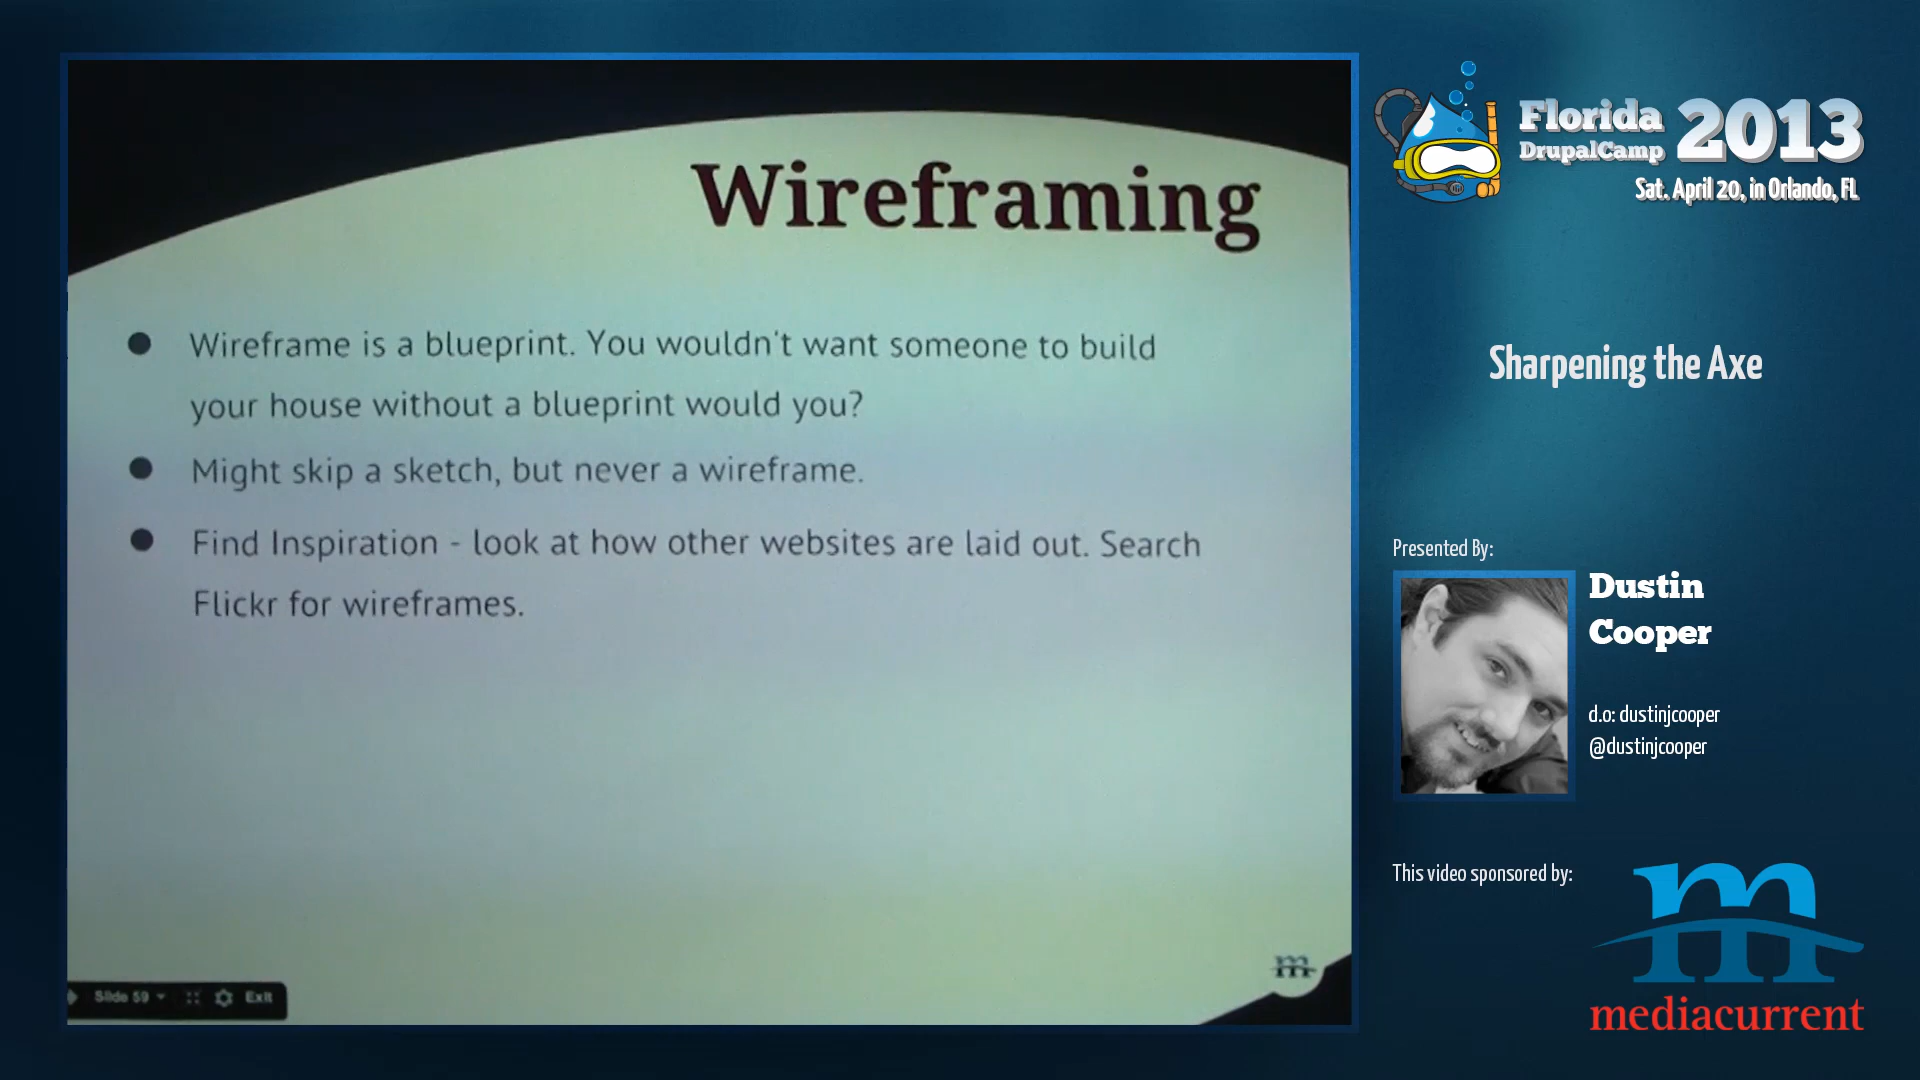 Wireframing
● Wireframe is a blueprint. You wouldn't want someone to build
your house without a blueprint would you?
● Might skip a sketch, but never a wireframe.
● Find Inspiration - look at how other websites are laid out. Search
Flickr for wireframes.
m
Slide 59 Exit
Florida
DrupalCamp
2013
Sat. April 20, in Orlando, FL
Sharpening the Axe
Presented By:
Dustin
Cooper
d.o: dustinjcooper
@dustinjcooper
This video sponsored by:
m
mediacurrent